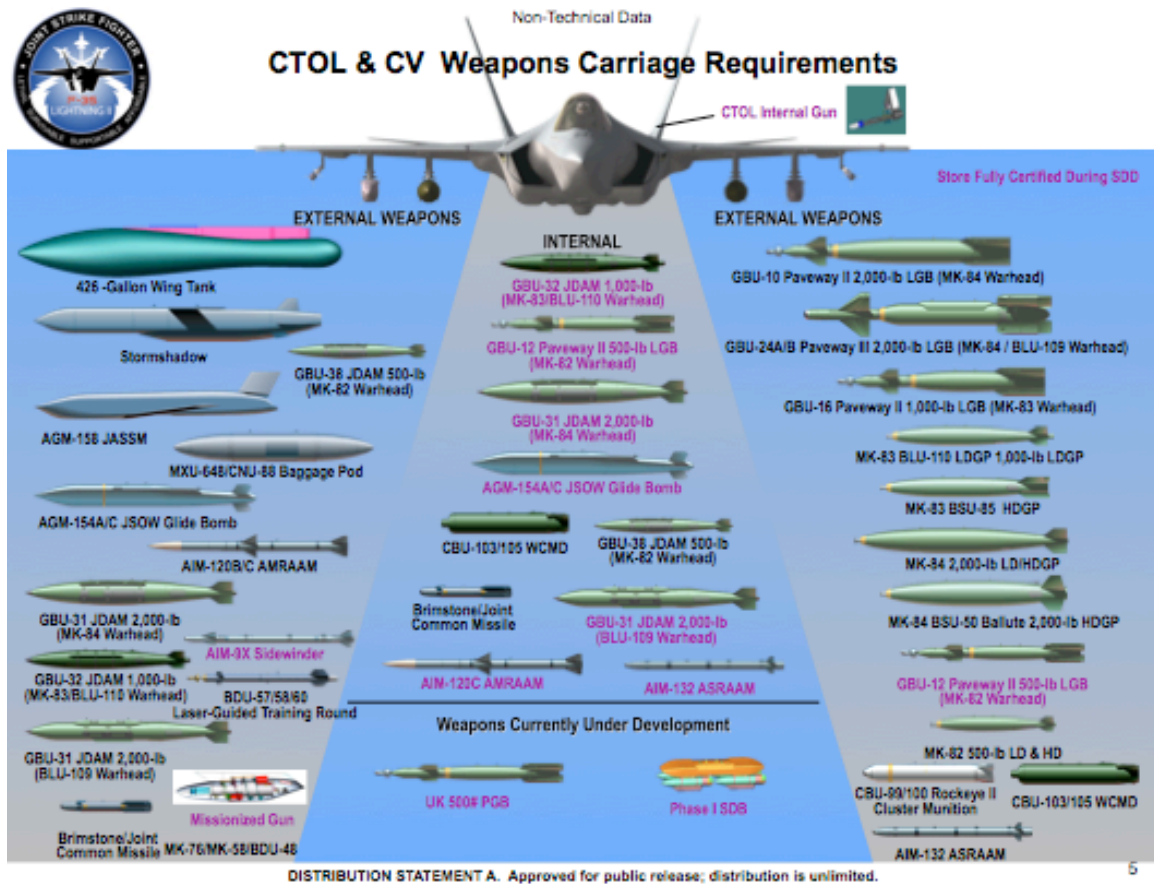 Non-Technical Data
CTOL & CV Weapons Carriage Requirements
JOINT STRIKE FIGHTER
F-35
LIGHTNING II
CTOL Internal Gun
Store Fully Certified During SDD
EXTERNAL WEAPONS
426 -Gallon Wing Tank
Stormshadow
GBU-38 JDAM 500-lb
(MK-82 Warhead)
AGM-158 JASSM
MXU-648/CNU-88 Baggage Pod
AGM-154A/C JSOW Glide Bomb
AIM-120B/C AMRAAM
GBU-31 JDAM 2,000-lb
(MK-84 Warhead)
AIM-9X Sidewinder
GBU-32 JDAM 1,000-lb
(MK-83/BLU-110 Warhead)
BDU-57/58/60
Laser-Guided Training Round
GBU-31 JDAM 2,000-lb
(BLU-109 Warhead)
Missionized Gun
Brimstone/Joint
Common Missile
MK-76/MK-58/BDU-48
INTERNAL
GBU-32 JDAM 1,000-lb
(MK-83/BLU-110 Warhead)
GBU-12 Paveway II 500-lb LGB
(MK-82 Warhead)
GBU-31 JDAM 2,000-lb
(MK-84 Warhead)
AGM-154A/C JSOW Glide Bomb
CBU-103/105 WCMD
GBU-38 JDAM 500-lb
(MK-82 Warhead)
Brimstone/Joint
Common Missile
GBU-31 JDAM 2,000-lb
(BLU-109 Warhead)
AIM-120C AMRAAM
AIM-132 ASRAAM
Weapons Currently Under Development
UK 500# PGB
Phase I SDB
EXTERNAL WEAPONS
GBU-10 Paveway II 2,000-lb LGB (MK-84 Warhead)
GBU-24A/B Paveway III 2,000-lb LGB (MK-84 / BLU-109 Warhead)
GBU-16 Paveway II 1,000-lb LGB (MK-83 Warhead)
MK-83 BLU-110 LDGP 1,000-lb LDGP
MK-83 BSU-85 HDGP
MK-84 2,000-lb LD/HDGP
MK-84 BSU-50 Ballute 2,000-lb HDGP
GBU-12 Paveway II 500-lb LGB
(MK-82 Warhead)
MK-82 500-lb LD & HD
CBU-99/100 Rockeye II
Cluster Munition
CBU-103/105 WCMD
AIM-132 ASRAAM
DISTRIBUTION STATEMENT A. Approved for public release; distribution is unlimited.
5